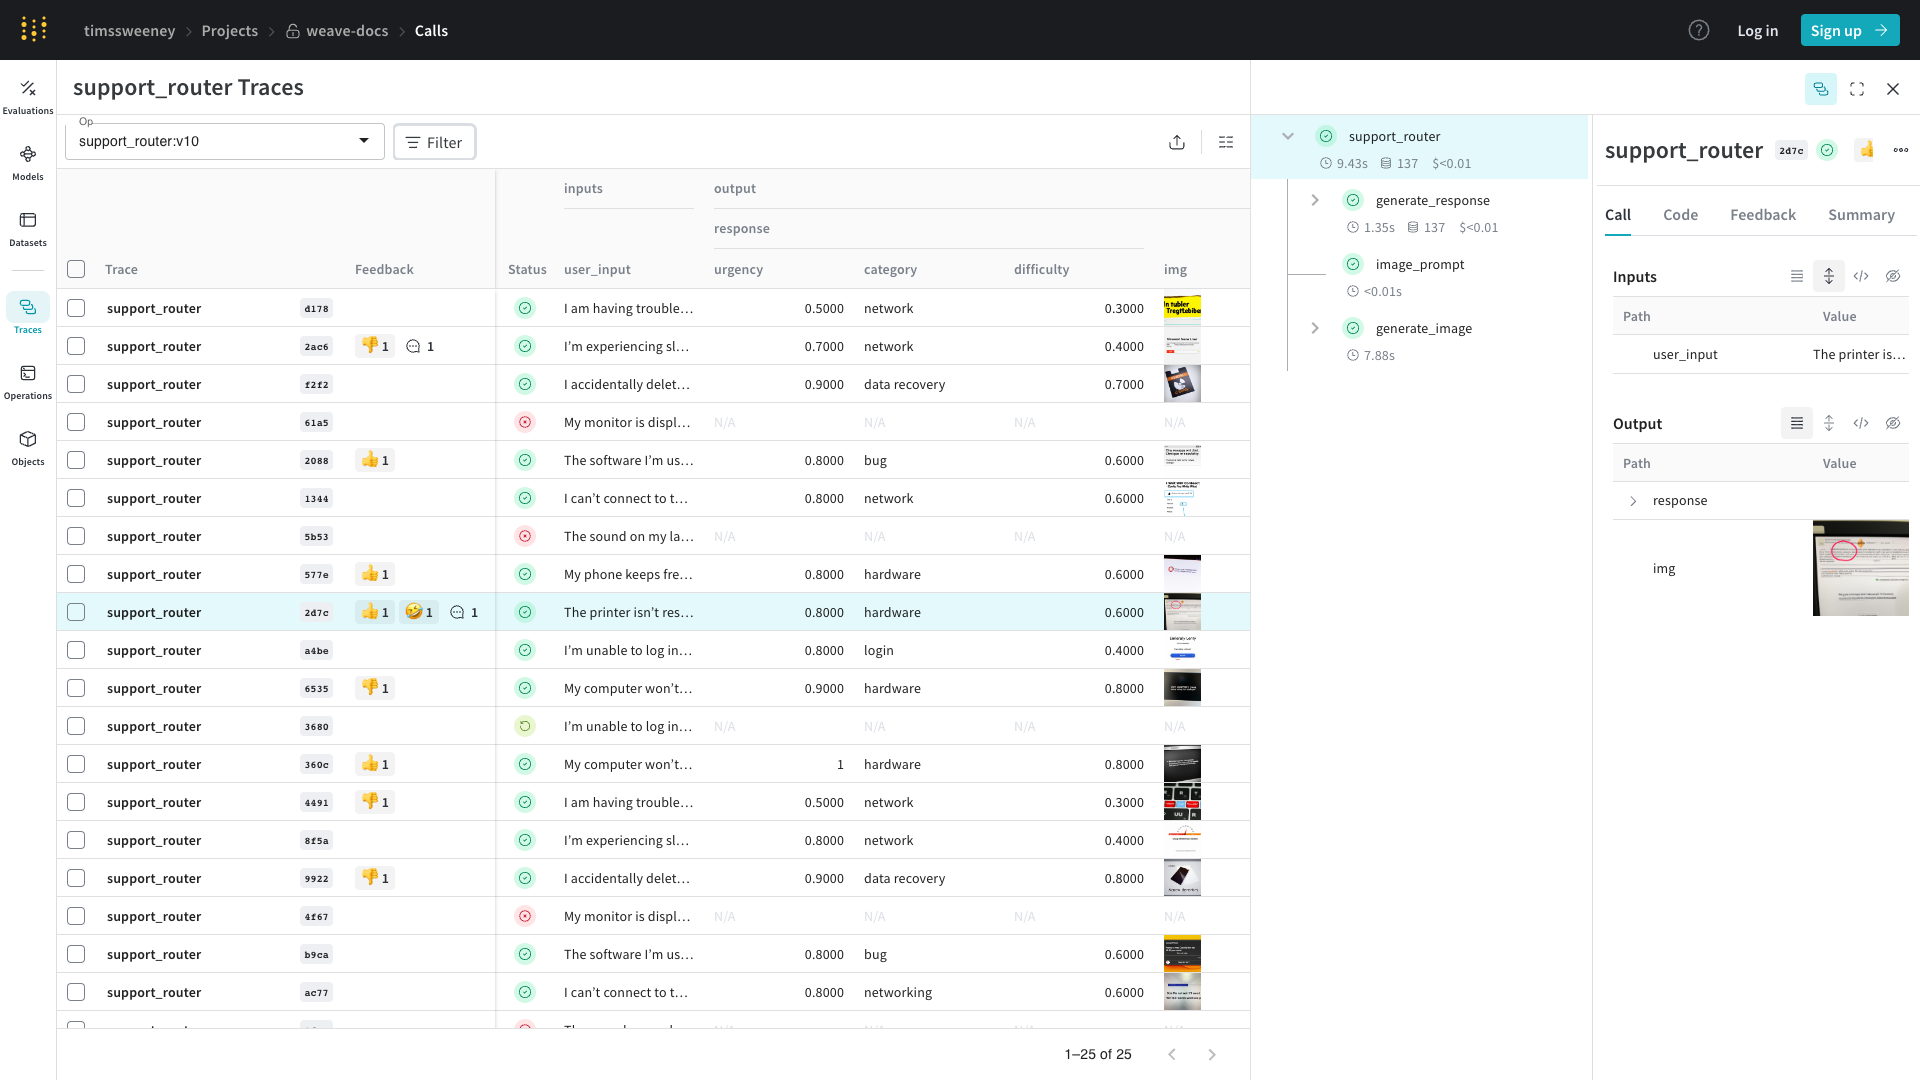 timssweeney Projects weave-docs Calls
Log in
Sign up
Evaluations
Models
Datasets
Traces
Operations
Objects
support_router Traces
Op
support_router:v10
Filter
inputs output
response
Trace Feedback Status user_input urgency category difficulty img
support_router d178 I am having trouble… 0.5000 network 0.3000
support_router 2ac6 1 1 I'm experiencing sl… 0.7000 network 0.4000
support_router f2f2 I accidentally delet… 0.9000 data recovery 0.7000
support_router 61a5 My monitor is displ… N/A N/A N/A N/A
support_router 2088 1 The software I'm us… 0.8000 bug 0.6000
support_router 1344 I can't connect to t… 0.8000 network 0.6000
support_router 5b53 The sound on my la… N/A N/A N/A N/A
support_router 577e 1 My phone keeps fre… 0.8000 hardware 0.6000
support_router 2d7c 1 1 1 The printer isn't res… 0.8000 hardware 0.6000
support_router a4be I'm unable to log in… 0.8000 login 0.4000
support_router 6535 1 My computer won't… 0.9000 hardware 0.8000
support_router 3680 I'm unable to log in… N/A N/A N/A N/A
support_router 360c 1 My computer won't… 1 hardware 0.8000
support_router 4491 1 I am having trouble… 0.5000 network 0.3000
support_router 8f5a I'm experiencing sl… 0.8000 network 0.4000
support_router 9922 1 I accidentally delet… 0.9000 data recovery 0.8000
support_router 4f67 My monitor is displ… N/A N/A N/A N/A
support_router b9ca The software I'm us… 0.8000 bug 0.6000
support_router ac77 I can't connect to t… 0.8000 networking 0.6000
1–25 of 25
support_router
9.43s 137 $<0.01
generate_response
1.35s 137 $<0.01
image_prompt
<0.01s
generate_image
7.88s
support_router 2d7c
Call Code Feedback Summary
Inputs
Path Value
user_input The printer is…
Output
Path Value
response
img